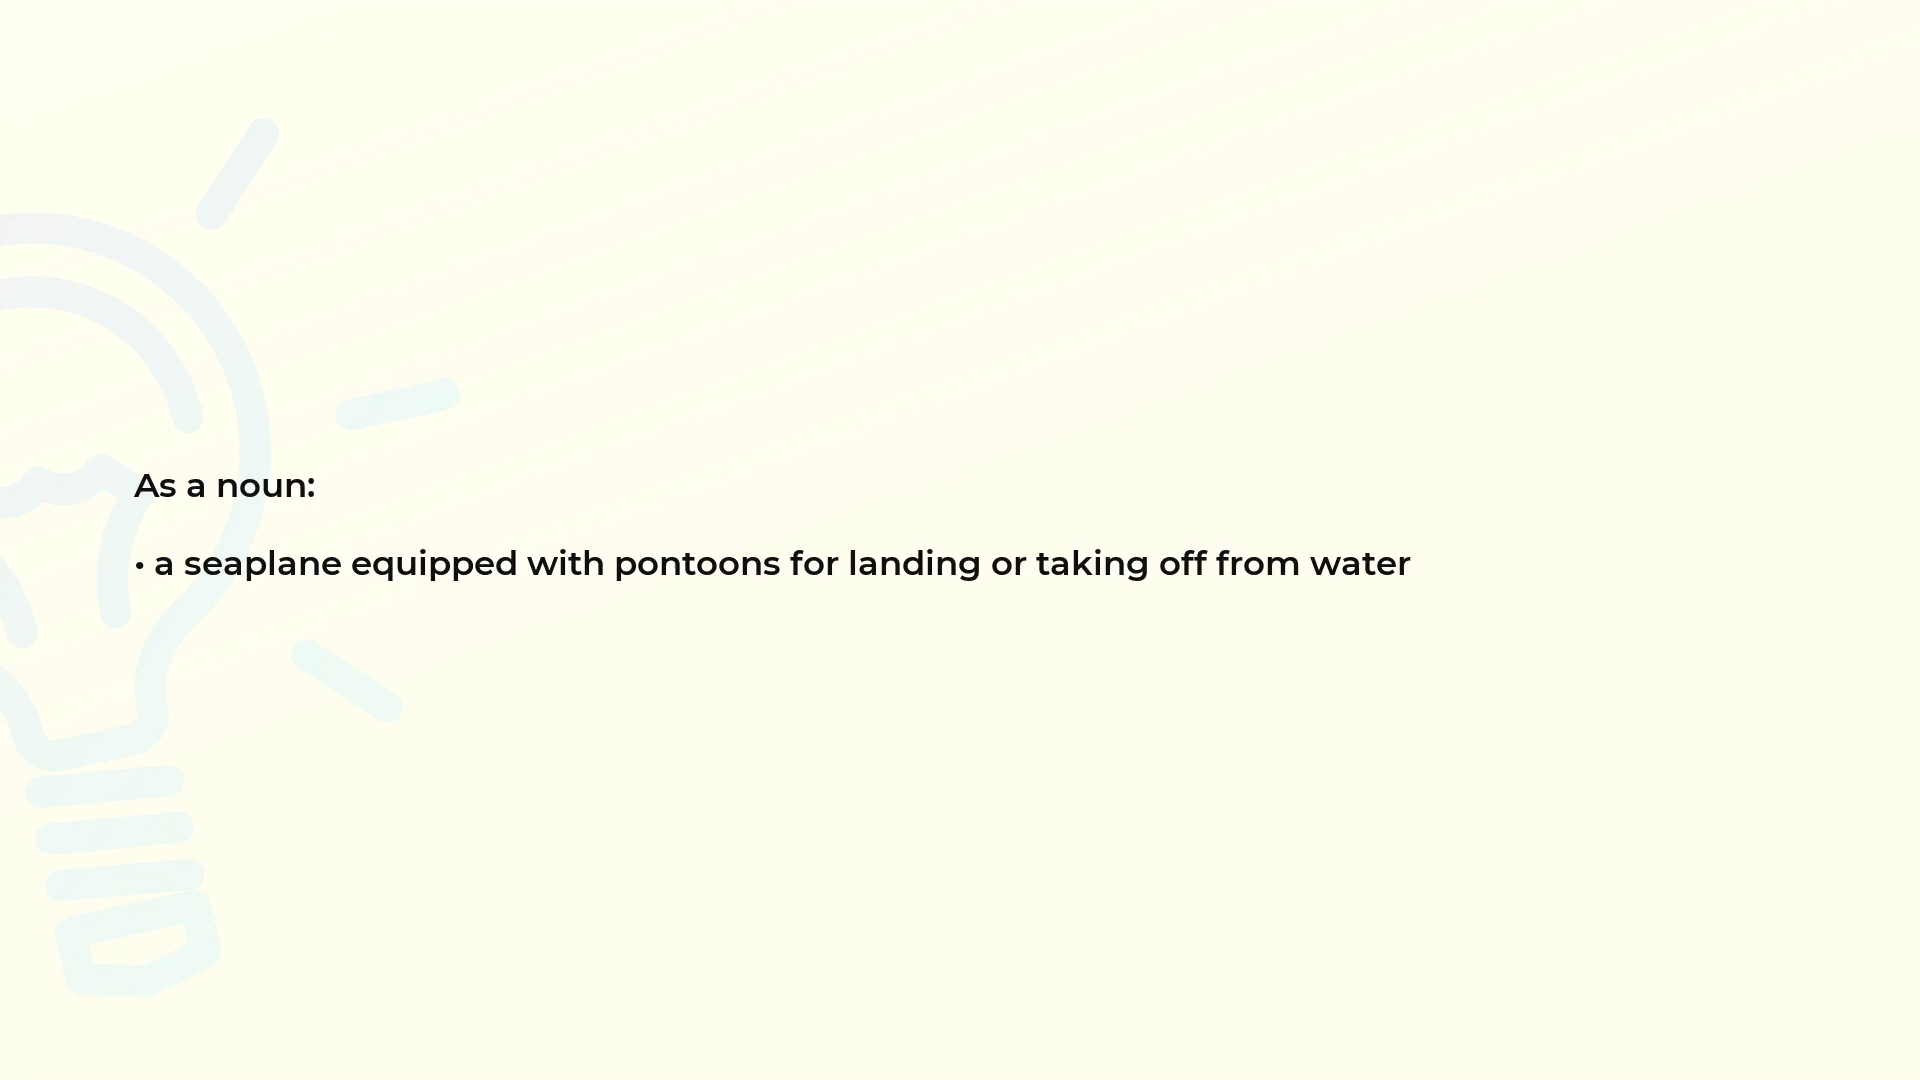 As a noun:
• a seaplane equipped with pontoons for landing or taking off from water